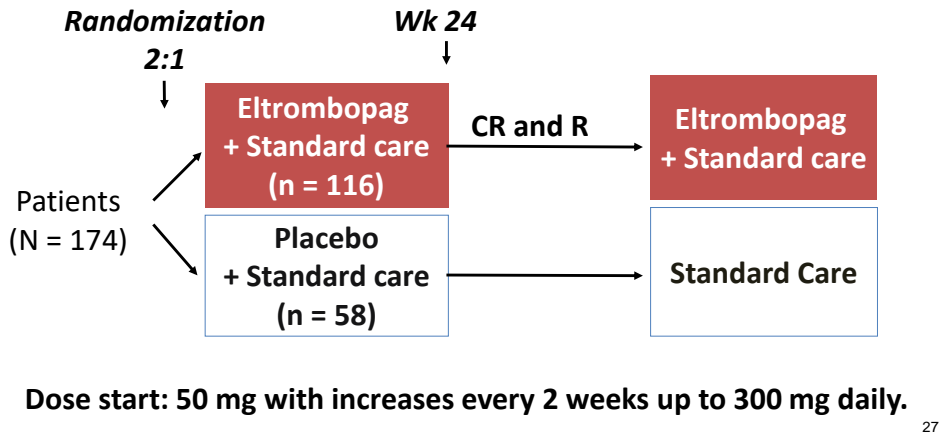 Randomization
2:1
Wk 24
Eltrombopag
+ Standard care
(n = 116)
CR and R
Eltrombopag
+ Standard care
Patients
(N = 174)
Placebo
+ Standard care
(n = 58)
Standard Care
Dose start: 50 mg with increases every 2 weeks up to 300 mg daily.
27